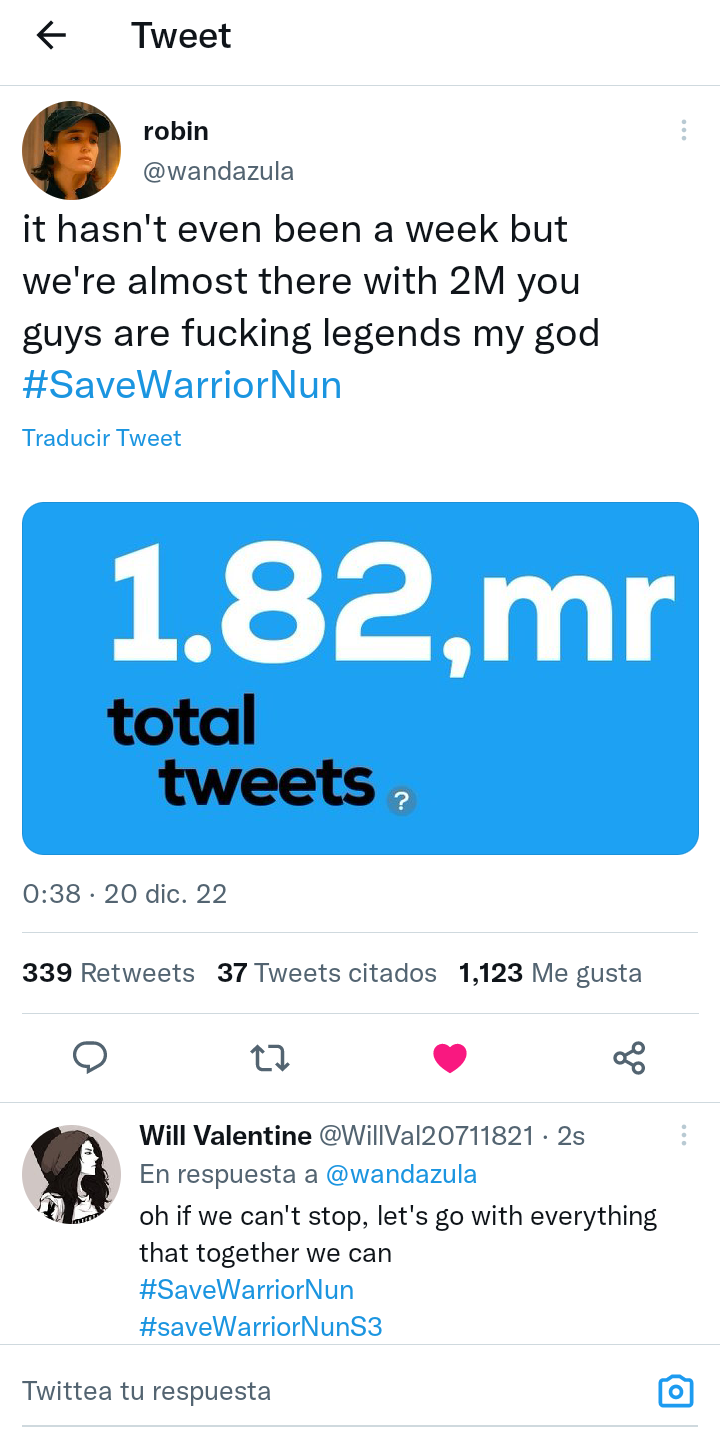 Tweet
robin
@wandazula
it hasn't even been a week but
we're almost there with 2M you
guys are fucking legends my god
#SaveWarriorNun
Traducir Tweet
1.82,mr
total
tweets ?
0:38 · 20 dic. 22
339 Retweets 37 Tweets citados 1,123 Me gusta
Will Valentine @WillVal20711821 · 2s
En respuesta a @wandazula
oh if we can't stop, let's go with everything
that together we can
#SaveWarriorNun
#saveWarriorNunS3
Twittea tu respuesta